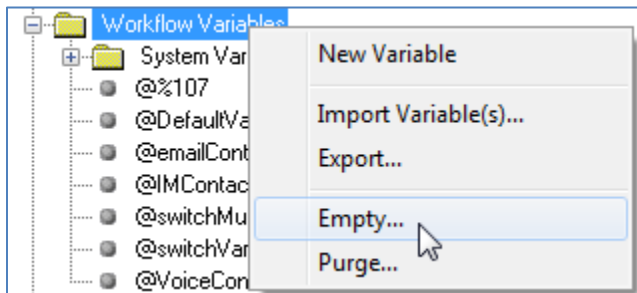 Workflow Variables
System Var
@%107
@DefaultVa
@emailCont
@IMContac
@switchMu
@switchVar
@VoiceCon
New Variable
Import Variable(s)...
Export...
Empty...
Purge...